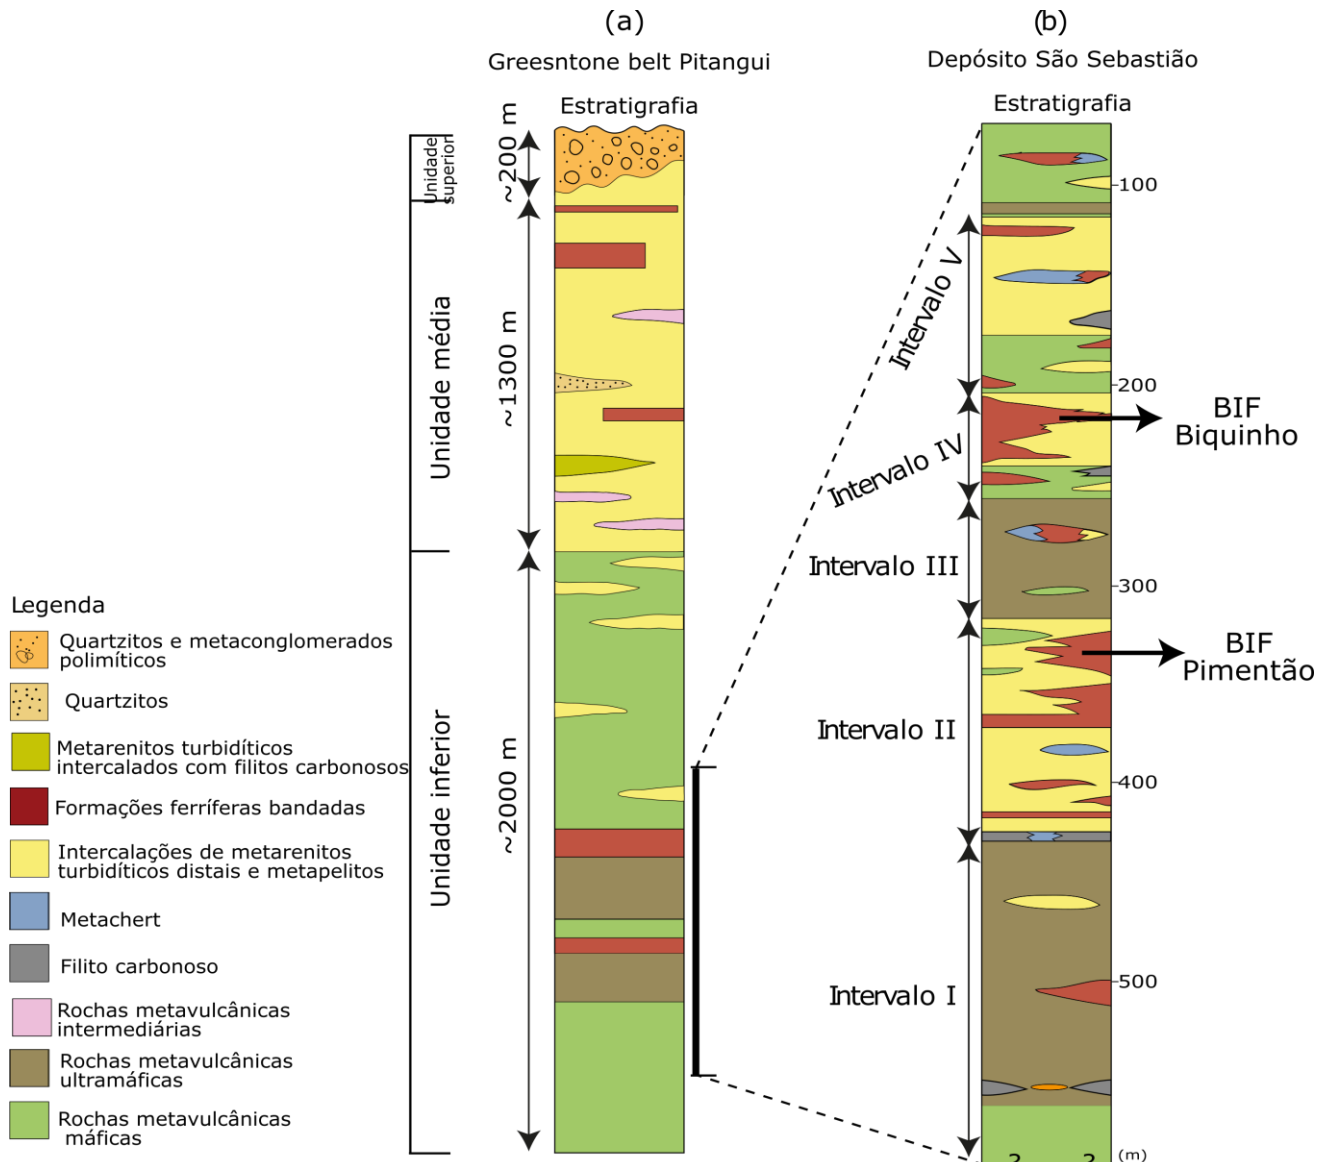 (a)
Greesntone belt Pitangui
Estratigrafia
Unidade
superior
~200 m
Unidade média
~1300 m
Unidade inferior
~2000 m
Legenda
Quartzitos e metaconglomerados
polimíticos
Quartzitos
Metarenitos turbidíticos
intercalados com filitos carbonosos
Formações ferríferas bandadas
Intercalações de metarenitos
turbidíticos distais e metapelitos
Metachert
Filito carbonoso
Rochas metavulcânicas
intermediárias
Rochas metavulcânicas
ultramáficas
Rochas metavulcânicas
máficas
(b)
Depósito São Sebastião
Estratigrafia
100
Intervalo V
200
BIF
Biquinho
Intervalo IV
Intervalo III
300
BIF
Pimentão
Intervalo II
400
500
Intervalo I
? ? (m)